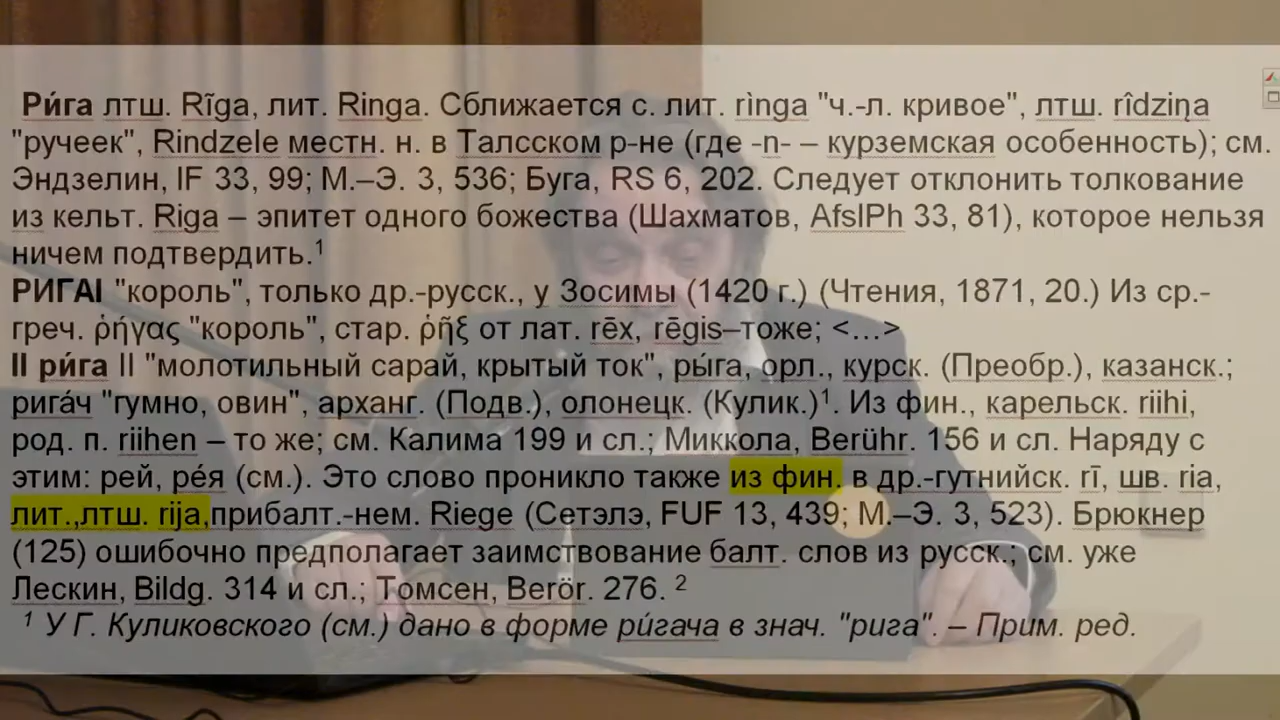 Ри́га лтш. Rĩga, лит. Ringa. Сближается с. лит. rìnga "ч.-л. кривое", лтш. rîdziņa
"ручеек", Rindzele местн. н. в Талсском р-не (где -n- – курземская особенность); см.
Эндзелин, IF 33, 99; М.–Э. 3, 536; Буга, RS 6, 202. Следует отклонить толкование
из кельт. Riga – эпитет одного божества (Шахматов, AfslPh 33, 81), которое нельзя
ничем подтвердить.¹
РИГАI "король", только др.-русск., у Зосимы (1420 г.) (Чтения, 1871, 20.) Из ср.-
греч. ῥήγας "король", стар. ῥῆξ от лат. rēx, rēgis–тоже; <…>
II ри́га II "молотильный сарай, крытый ток", ры́га, орл., курск. (Преобр.), казанск.;
рига́ч "гумно, овин", арханг. (Подв.), олонецк. (Кулик.)¹. Из фин., карельск. riihi,
род. п. riihen – то же; см. Калима 199 и сл.; Миккола, Berühr. 156 и сл. Наряду с
этим: рей, ре́я (см.). Это слово проникло также из фин. в др.-гутнийск. rī, шв. ria,
лит.,лтш. rija,прибалт.-нем. Riege (Сетэлэ, FUF 13, 439; М.–Э. 3, 523). Брюкнер
(125) ошибочно предполагает заимствование балт. слов из русск.; см. уже
Лескин, Bildg. 314 и сл.; Томсен, Berör. 276. ²
¹ У Г. Куликовского (см.) дано в форме ри́гача в знач. "рига". – Прим. ред.